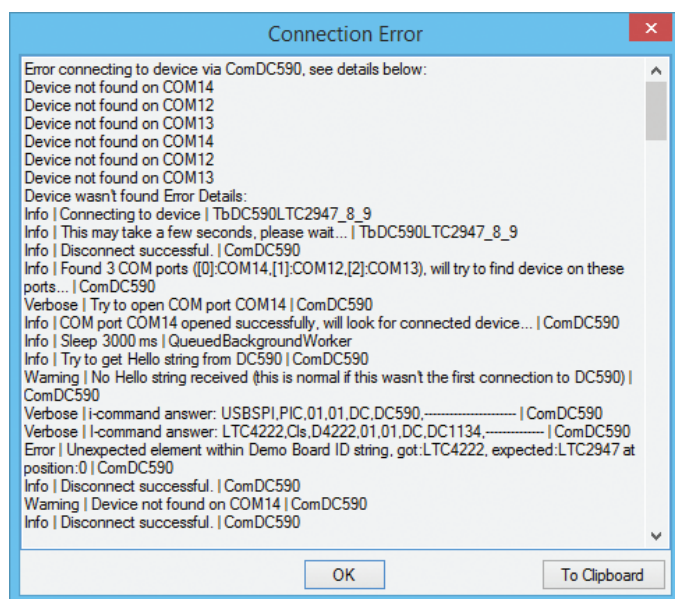 Connection Error
Error connecting to device via ComDC590, see details below:
Device not found on COM14
Device not found on COM12
Device not found on COM13
Device not found on COM14
Device not found on COM12
Device not found on COM13
Device wasn't found Error Details:
Info | Connecting to device | TbDC590LTC2947_8_9
Info | This may take a few seconds, please wait... | TbDC590LTC2947_8_9
Info | Disconnect successful. | ComDC590
Info | Found 3 COM ports ([0]:COM14,[1]:COM12,[2]:COM13), will try to find device on these
ports... | ComDC590
Verbose | Try to open COM port COM14 | ComDC590
Info | COM port COM14 opened successfully, will look for connected device... | ComDC590
Info | Sleep 3000 ms | QueuedBackgroundWorker
Info | Try to get Hello string from DC590 | ComDC590
Warning | No Hello string received (this is normal if this wasn't the first connection to DC590) |
ComDC590
Verbose | i-command answer: USBSPI,PIC,01,01,DC,DC590,---------------------- | ComDC590
Verbose | I-command answer: LTC4222,Cls,D4222,01,01,DC,DC1134,-------------- | ComDC590
Error | Unexpected element within Demo Board ID string, got:LTC4222, expected:LTC2947 at
position:0 | ComDC590
Info | Disconnect successful. | ComDC590
Warning | Device not found on COM14 | ComDC590
Info | Disconnect successful. | ComDC590
OK
To Clipboard